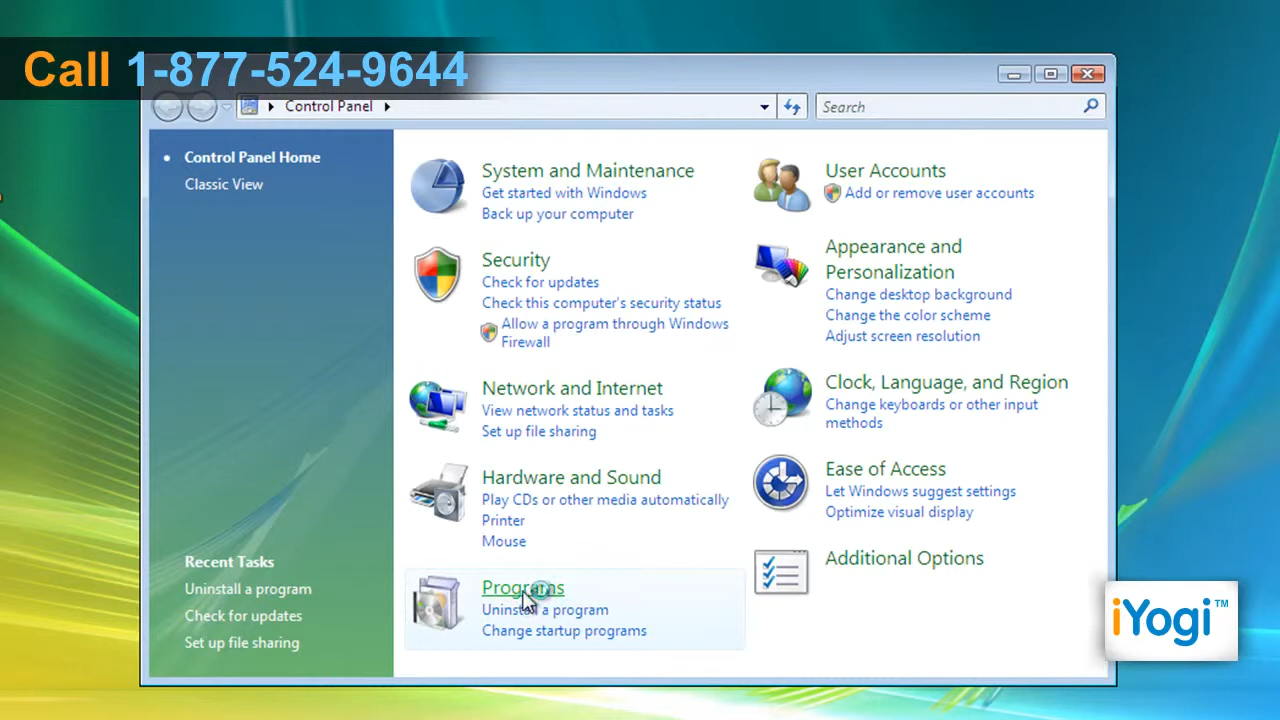 Call 1-877-524-9644
Control Panel
Search
Control Panel Home
Classic View
Recent Tasks
Uninstall a program
Check for updates
Set up file sharing
System and Maintenance
Get started with Windows
Back up your computer
Security
Check for updates
Check this computer's security status
Allow a program through Windows
Firewall
Network and Internet
View network status and tasks
Set up file sharing
Hardware and Sound
Play CDs or other media automatically
Printer
Mouse
Programs
Uninstall a program
Change startup programs
User Accounts
Add or remove user accounts
Appearance and
Personalization
Change desktop background
Change the color scheme
Adjust screen resolution
Clock, Language, and Region
Change keyboards or other input
methods
Ease of Access
Let Windows suggest settings
Optimize visual display
Additional Options
iYogi™